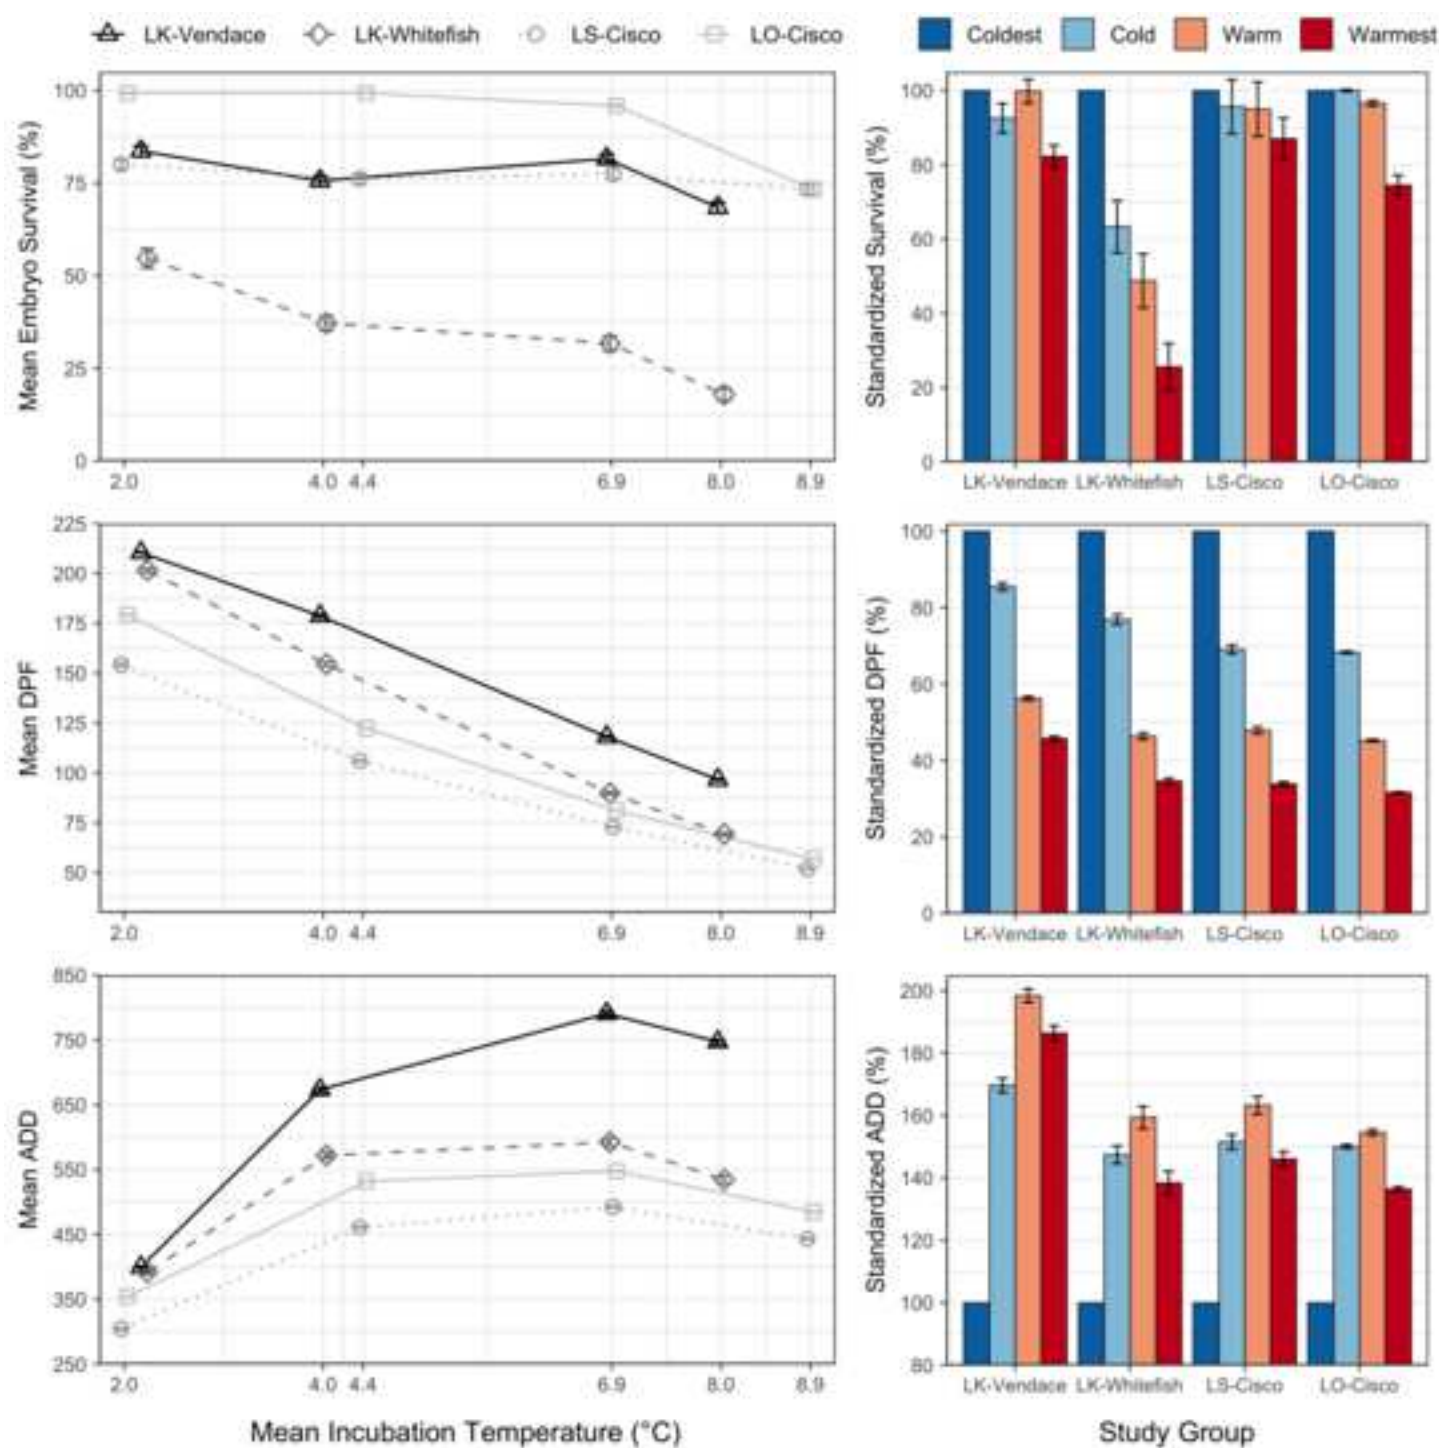 LK-Vendace LK-Whitefish LS-Cisco LO-Cisco
Coldest Cold Warm Warmest
Mean Embryo Survival (%)
100
75
50
25
0
2.0 4.0 4.4 6.9 8.0 8.9
Standardized Survival (%)
100
80
60
40
20
0
LK-Vendace LK-Whitefish LS-Cisco LO-Cisco
Mean DPF
225
200
175
150
125
100
75
50
2.0 4.0 4.4 6.9 8.0 8.9
Standardized DPF (%)
100
80
60
40
20
0
LK-Vendace LK-Whitefish LS-Cisco LO-Cisco
Mean ADD
850
750
650
550
450
350
250
2.0 4.0 4.4 6.9 8.0 8.9
Mean Incubation Temperature (°C)
Standardized ADD (%)
200
180
160
140
120
100
80
LK-Vendace LK-Whitefish LS-Cisco LO-Cisco
Study Group